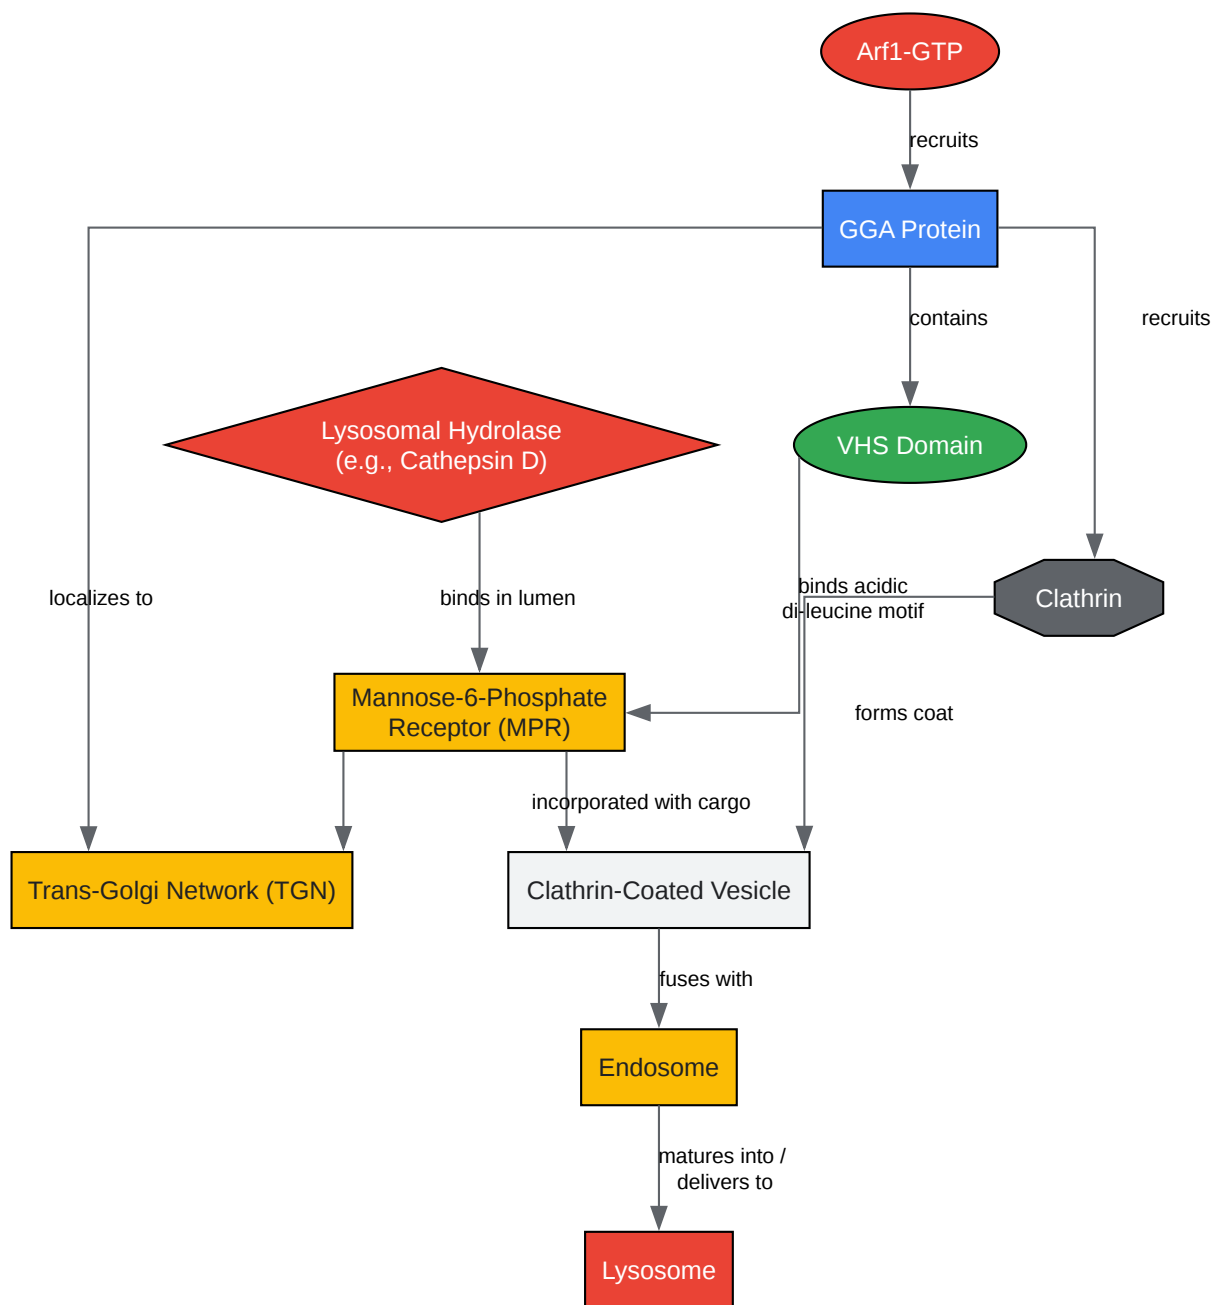 Arf1-GTP
recruits
GGA Protein
contains
recruits
Lysosomal Hydrolase
(e.g., Cathepsin D)
VHS Domain
localizes to
binds in lumen
binds acidic
di-leucine motif
Clathrin
Mannose-6-Phosphate
Receptor (MPR)
forms coat
incorporated with cargo
Trans-Golgi Network (TGN)
Clathrin-Coated Vesicle
fuses with
Endosome
matures into /
delivers to
Lysosome